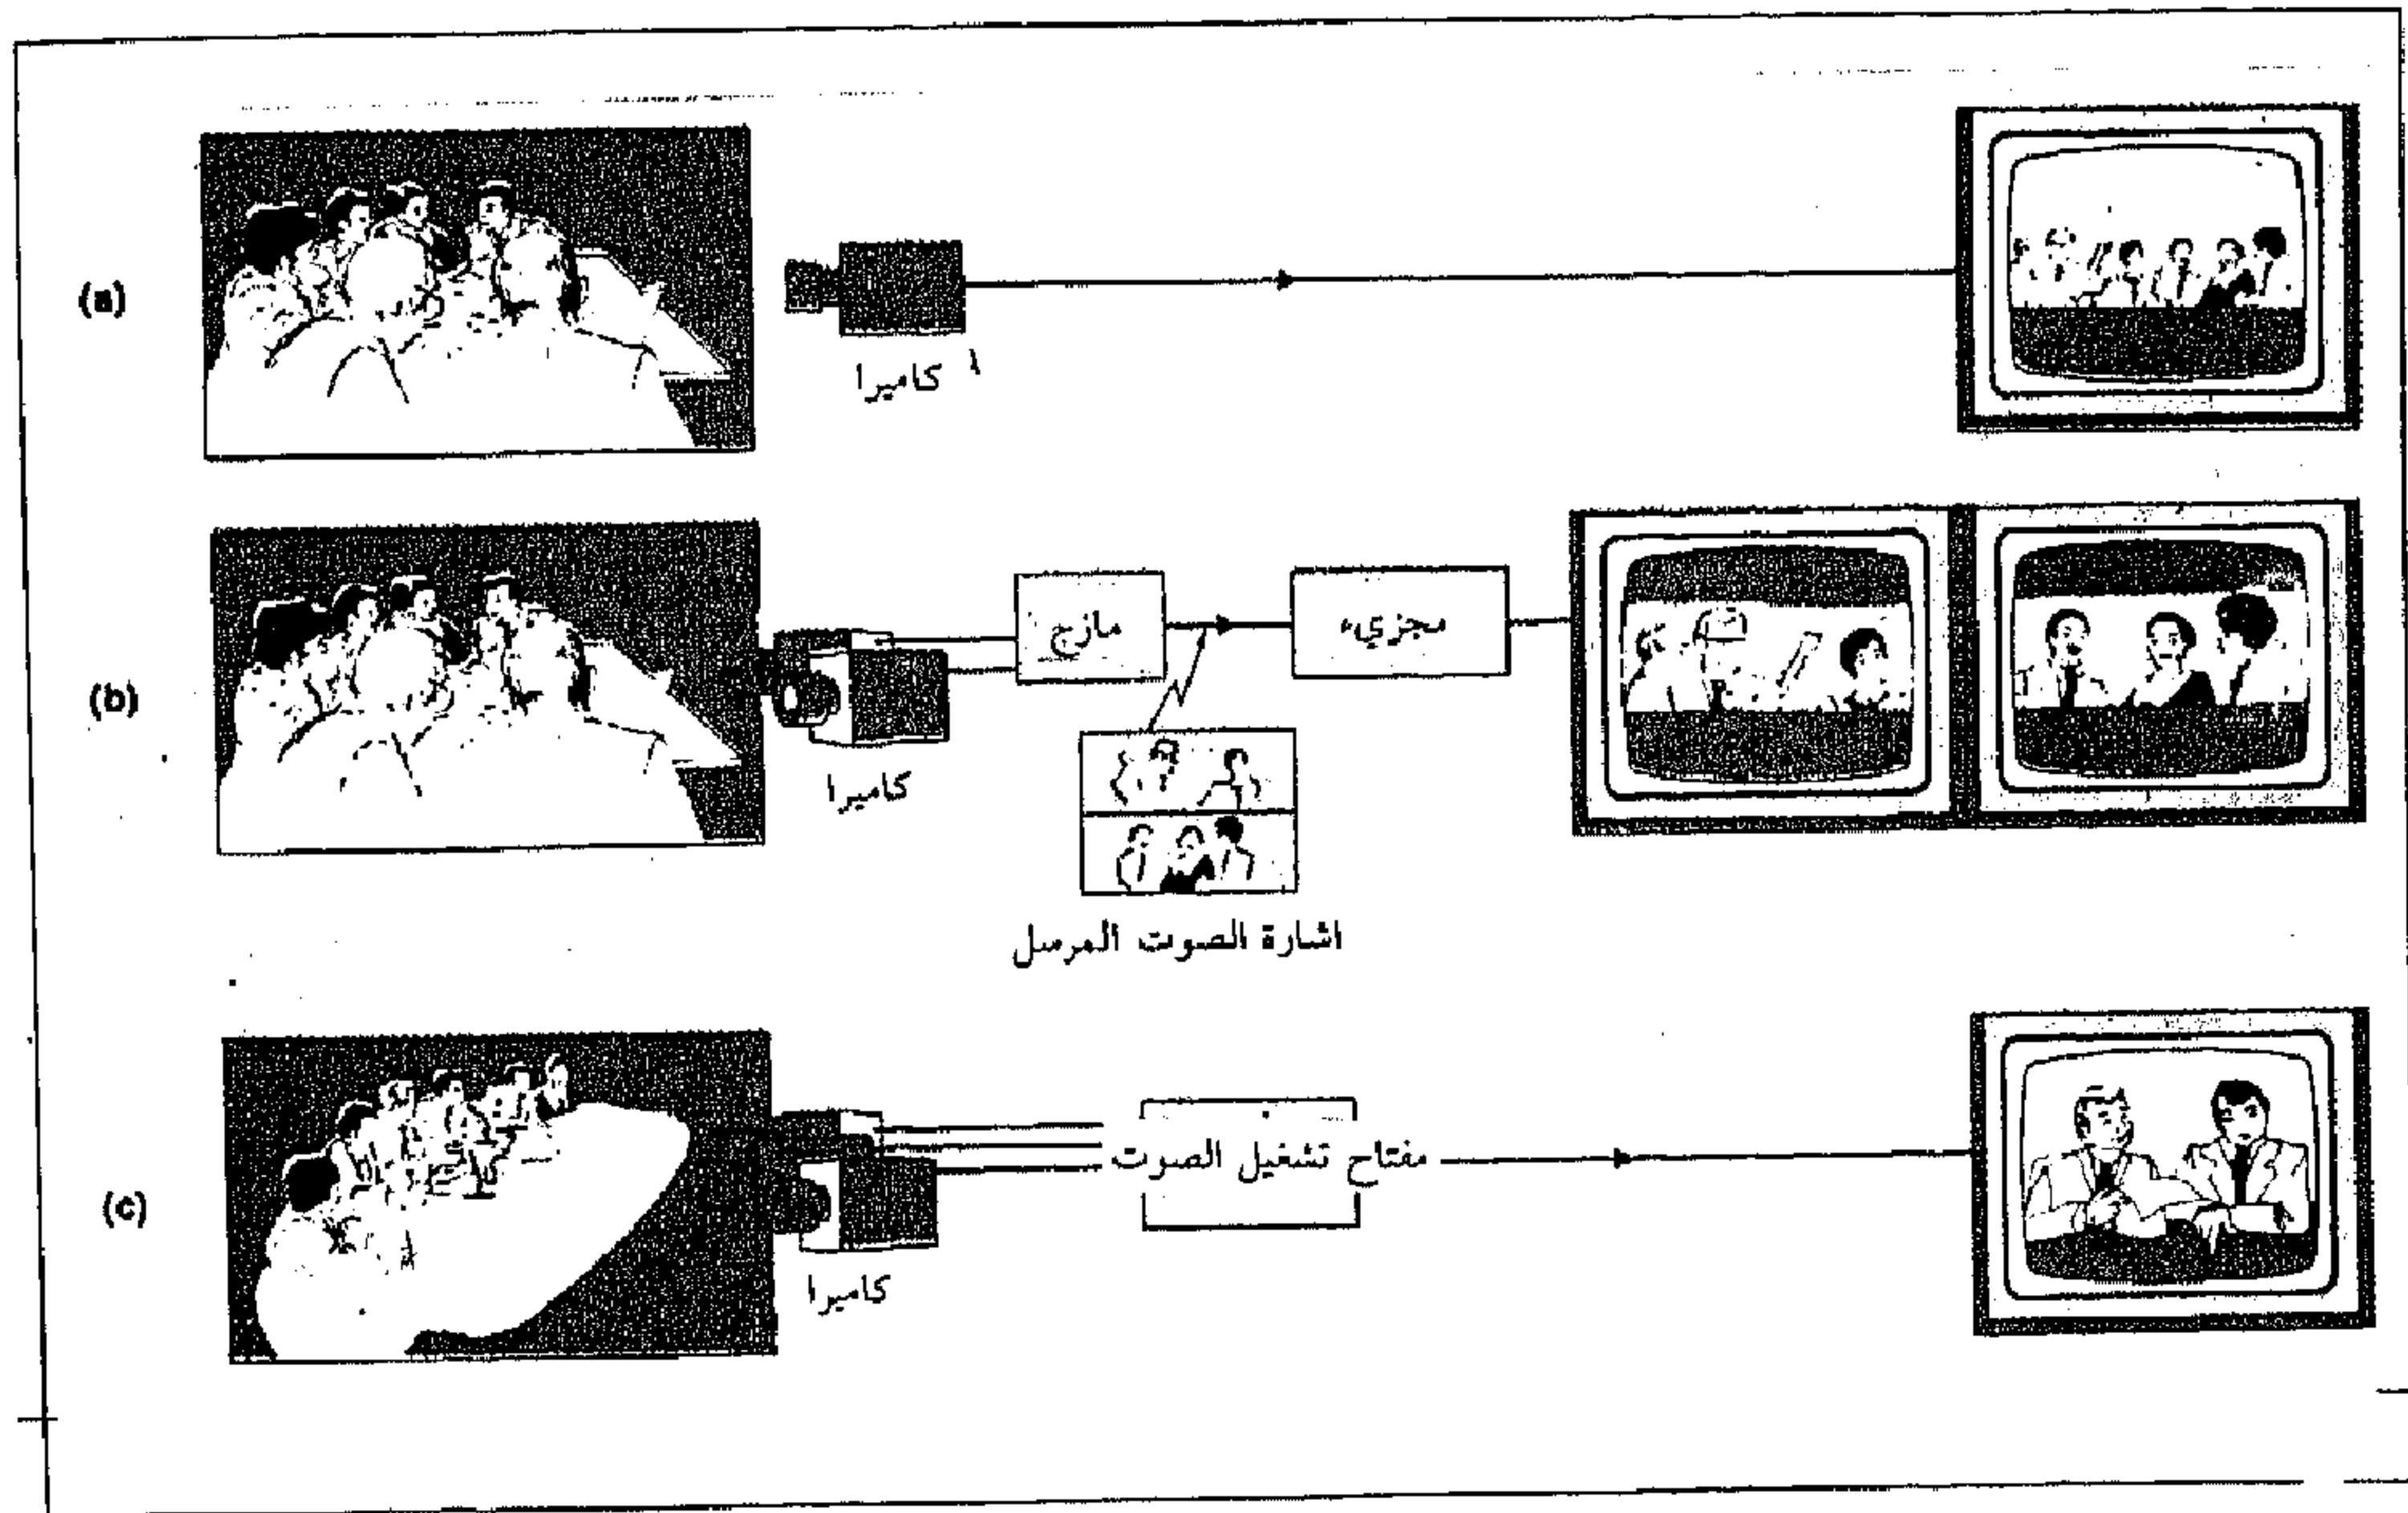 (a)
كاميرا ١
(b)
مازج
مجزيء
كاميرا
اشارة الصوت المرسل
(c)
مفتاح تشغيل الصوت
كاميرا